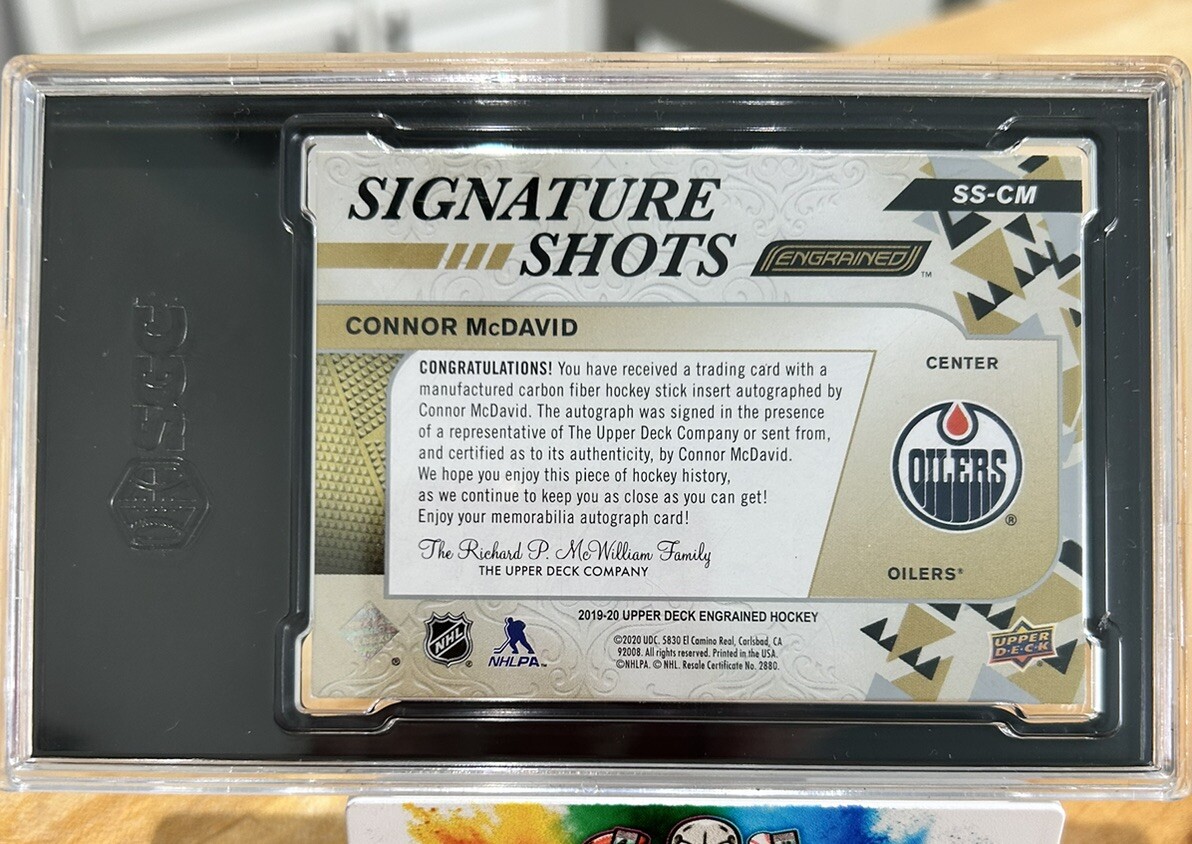 SIGNATURE
SHOTS
ENGRAINED™
SS-CM
CONNOR McDAVID
CONGRATULATIONS! You have received a trading card with a
manufactured carbon fiber hockey stick insert autographed by
Connor McDavid. The autograph was signed in the presence
of a representative of The Upper Deck Company or sent from,
and certified as to its authenticity, by Connor McDavid.
We hope you enjoy this piece of hockey history,
as we continue to keep you as close as you can get!
Enjoy your memorabilia autograph card!
The Richard P. McWilliam Family
THE UPPER DECK COMPANY
CENTER
OILERS
®
OILERS®
2019-20 UPPER DECK ENGRAINED HOCKEY
©2020 UDC. 5830 El Camino Real, Carlsbad, CA
92008. All rights reserved. Printed in the USA.
©NHLPA. © NHL. Resale Certificate No. 2880.
®
NHL®
NHLPA™
UPPER
D·E·C·K
SGC